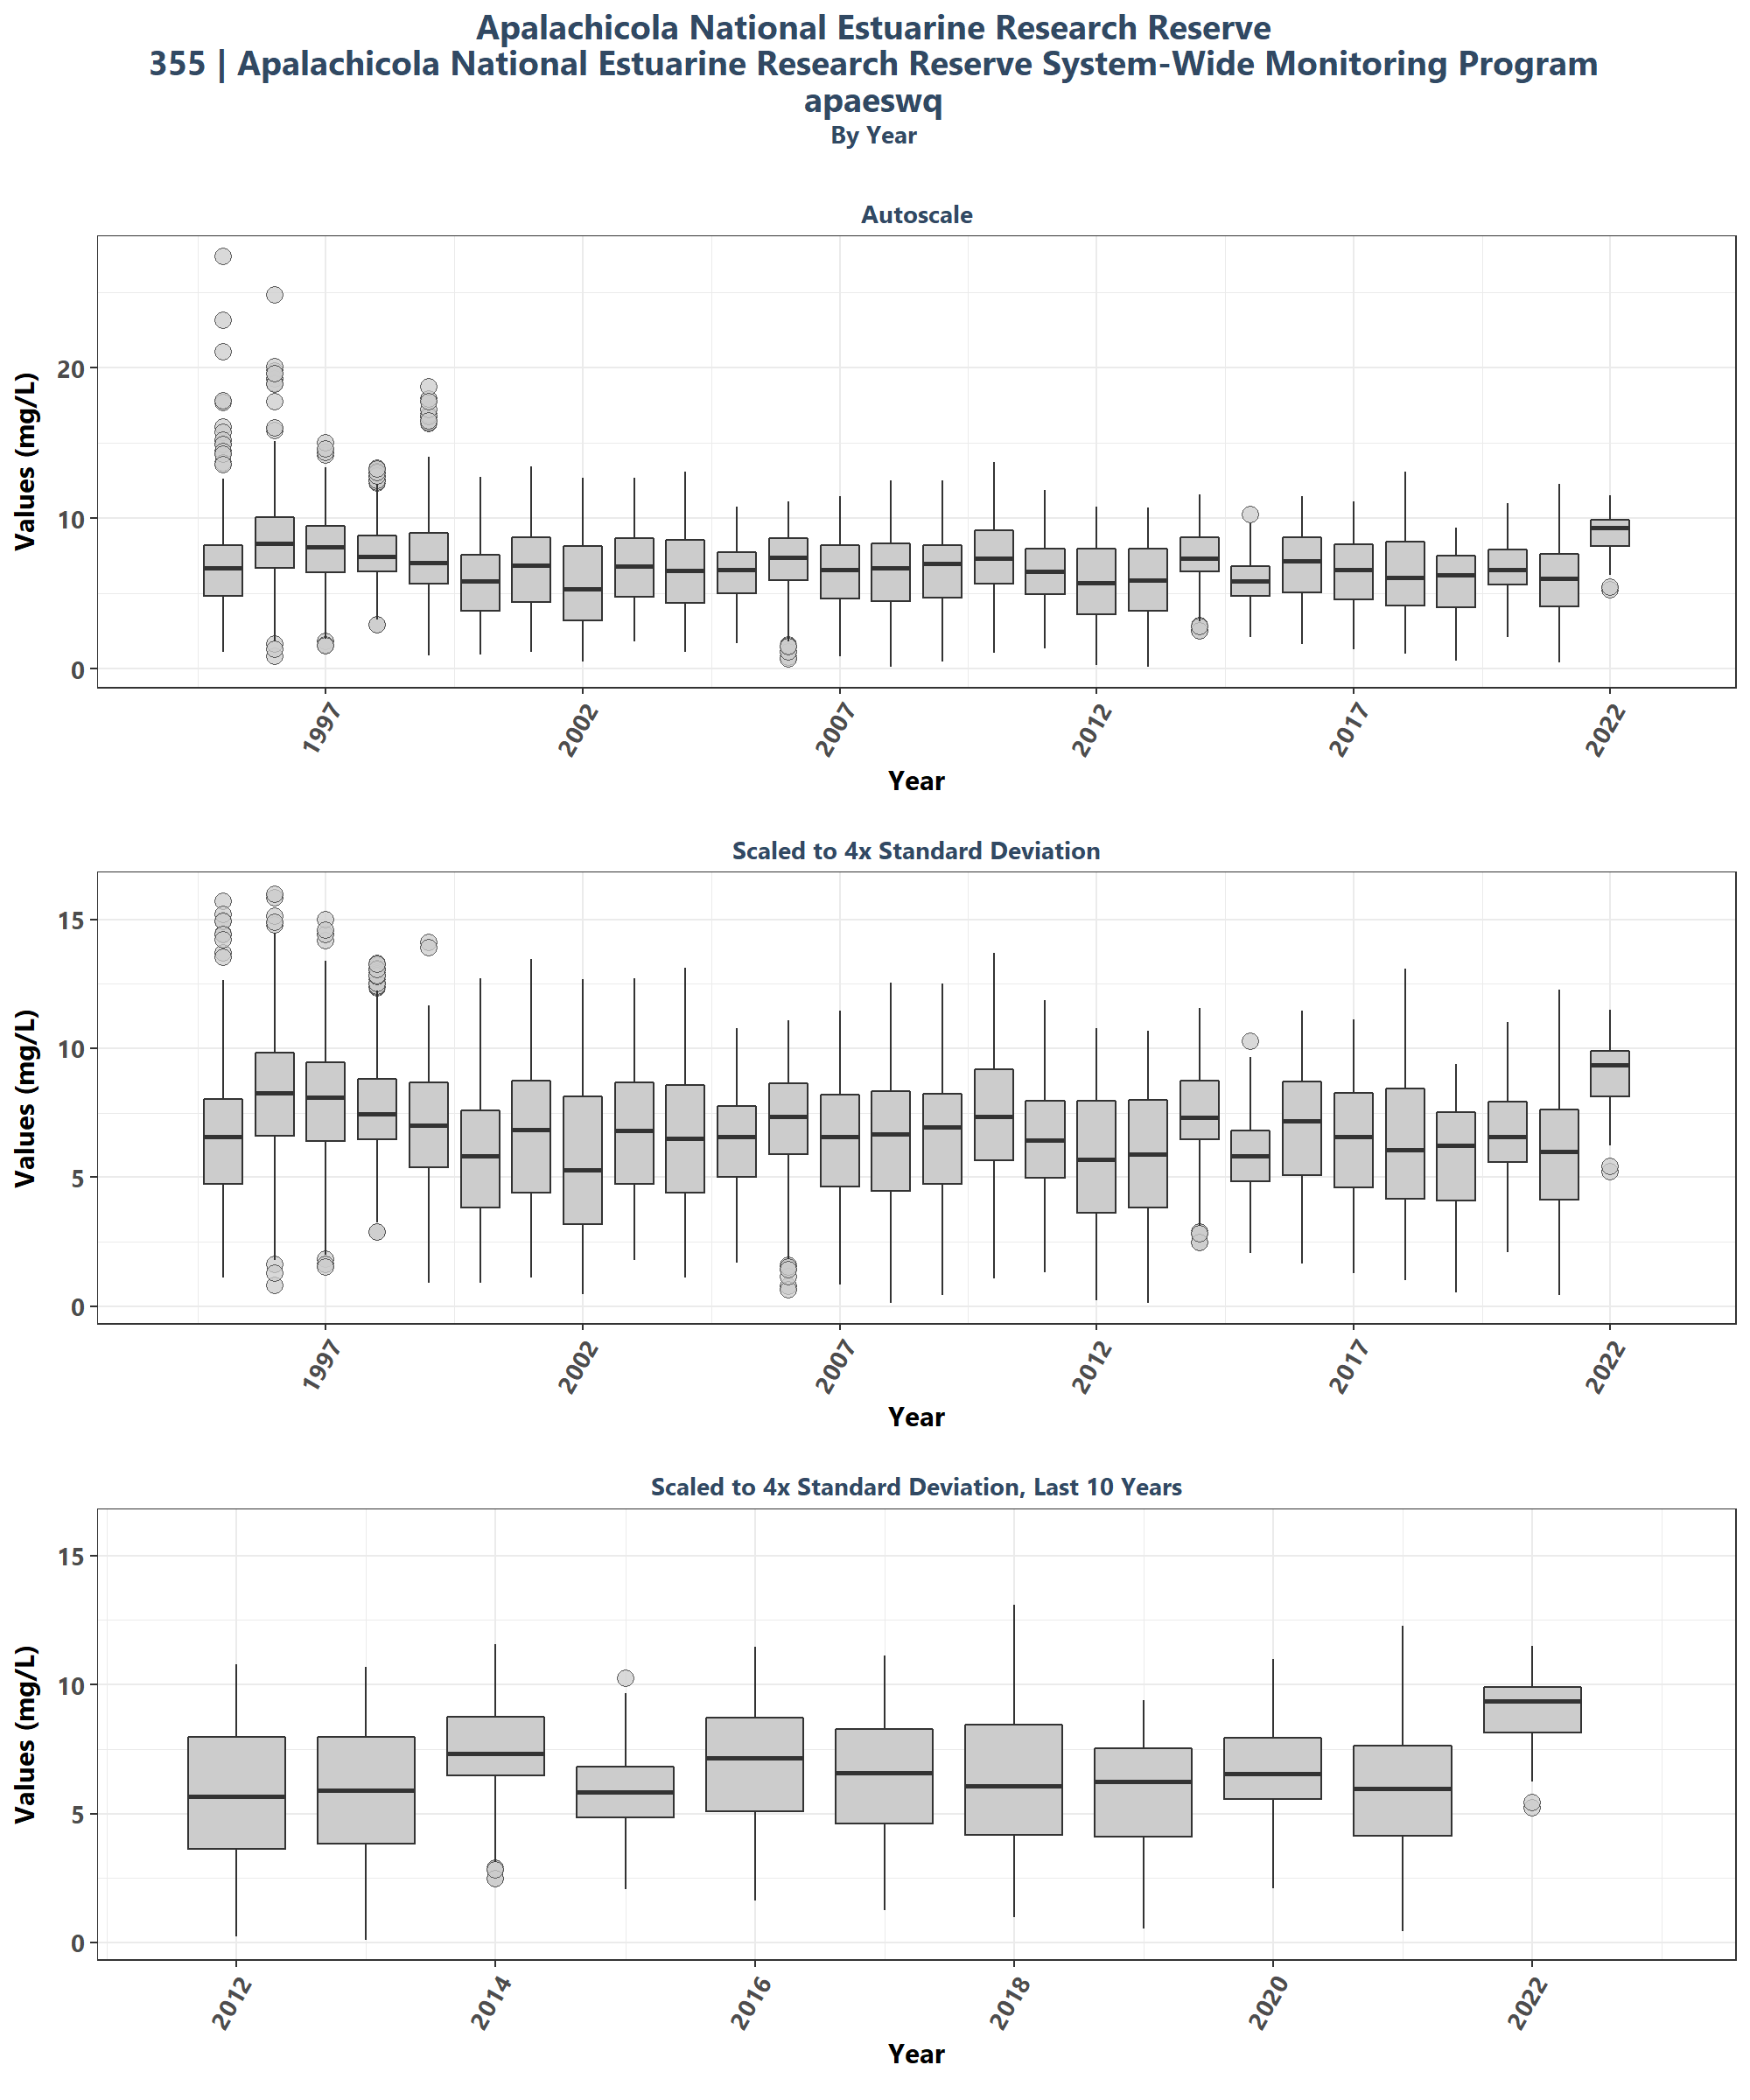 Apalachicola National Estuarine Research Reserve
355 | Apalachicola National Estuarine Research Reserve System-Wide Monitoring Program
apaeswq
By Year
Autoscale
Values (mg/L)
20
10
0
1997 2002 2007 2012 2017 2022
Year
Scaled to 4x Standard Deviation
Values (mg/L)
15
10
5
0
1997 2002 2007 2012 2017 2022
Year
Scaled to 4x Standard Deviation, Last 10 Years
Values (mg/L)
15
10
5
0
2012 2014 2016 2018 2020 2022
Year